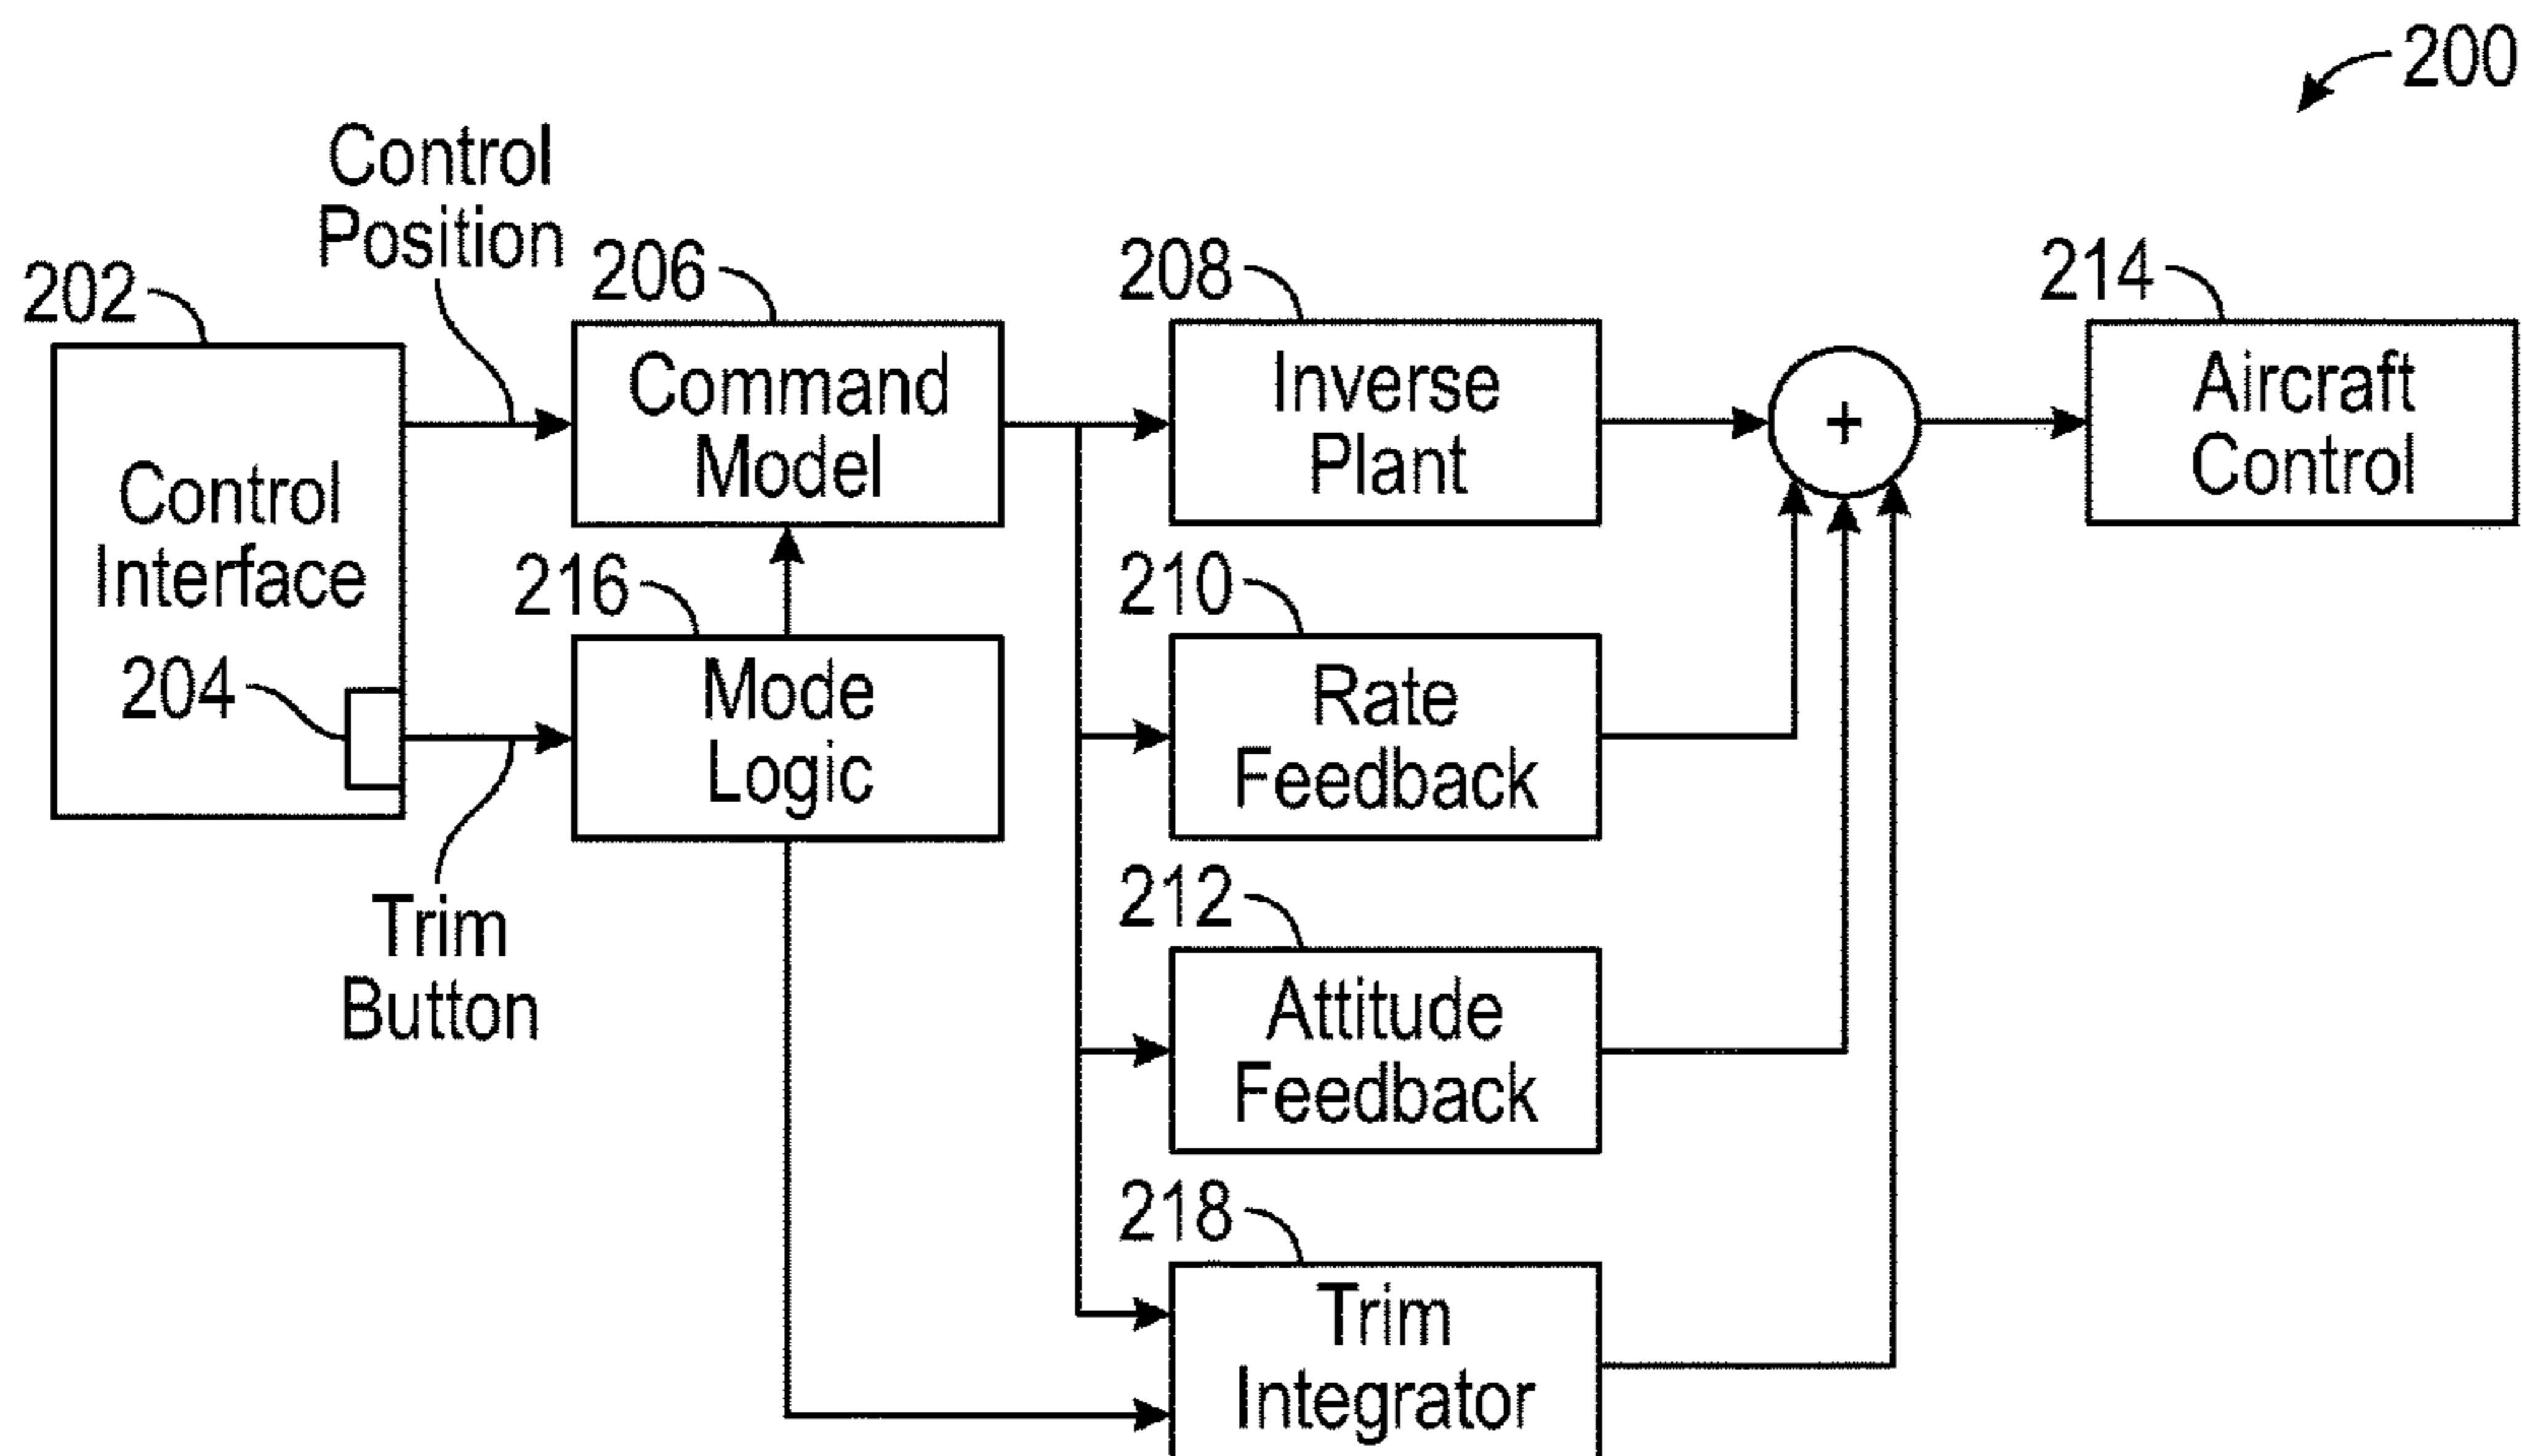 200
Control
Position
202
206
208
214
Command
Model
Inverse
Plant
+
Aircraft
Control
Control
Interface
216
210
204
Mode
Logic
Rate
Feedback
Trim
Button
212
Attitude
Feedback
218
Trim
Integrator